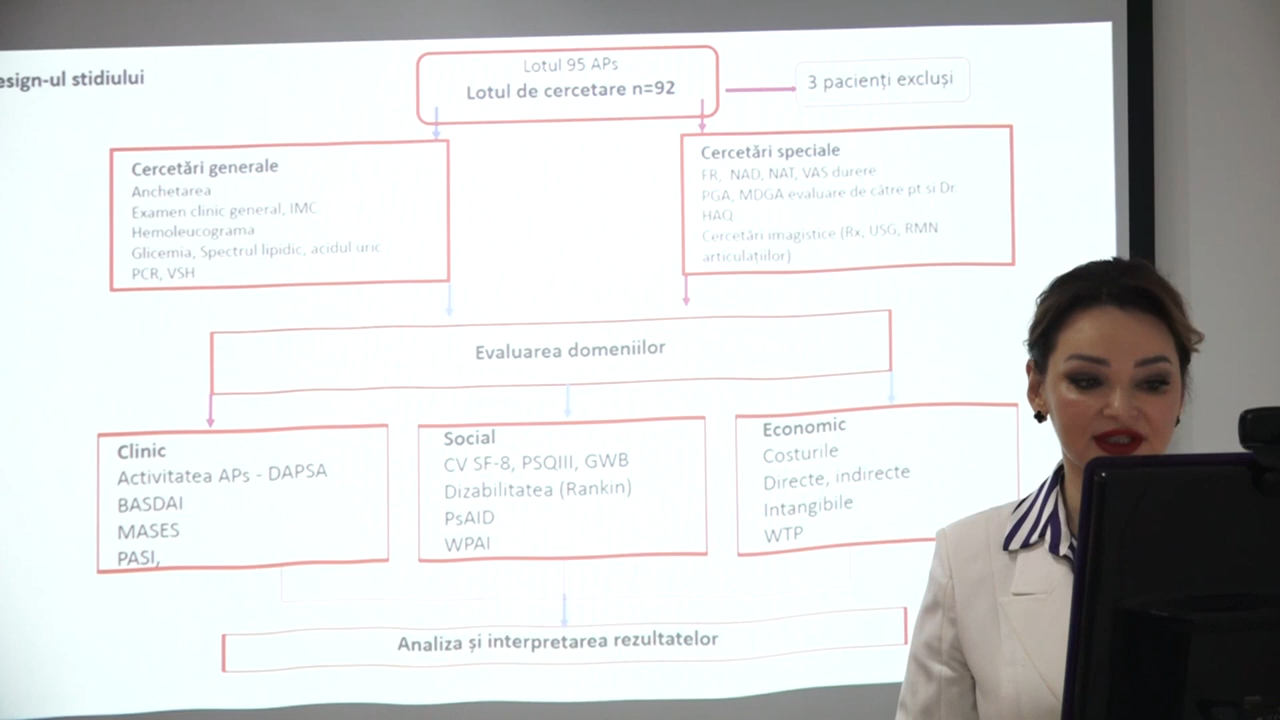 esign-ul stidiului
Lotul 95 APs
Lotul de cercetare n=92
3 pacienți excluși
Cercetări generale
Anchetarea
Examen clinic general, IMC
Hemoleucograma
Glicemia, Spectrul lipidic, acidul uric
PCR, VSH
Cercetări speciale
FR, NAD, NAT, VAS durere
PGA, MDGA evaluare de către pt si Dr.
HAQ
Cercetări imagistice (Rx, USG, RMN
articulațiilor)
Evaluarea domeniilor
Clinic
Activitatea APs - DAPSA
BASDAI
MASES
PASI,
Social
CV SF-8, PSQIII, GWB
Dizabilitatea (Rankin)
PsAID
WPAI
Economic
Costurile
Directe, indirecte
Intangibile
WTP
Analiza și interpretarea rezultatelor